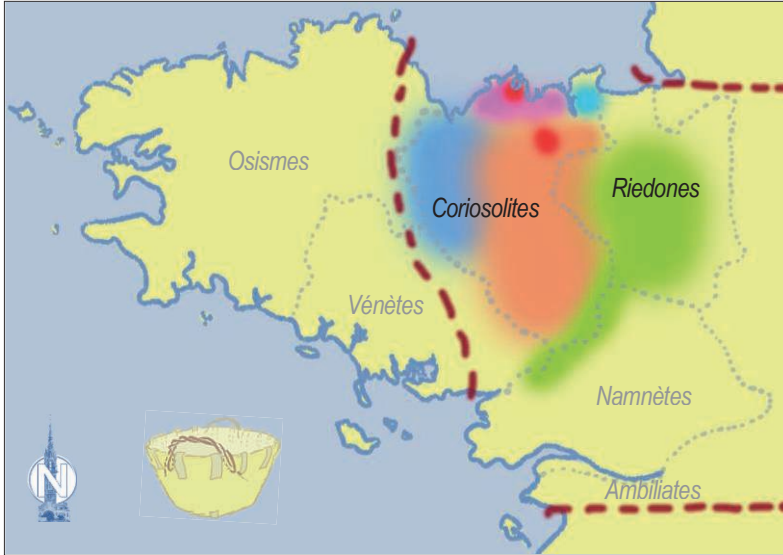 Osismes
Riedones
Coriosolites
Vénètes
Namnètes
N
Ambiliates